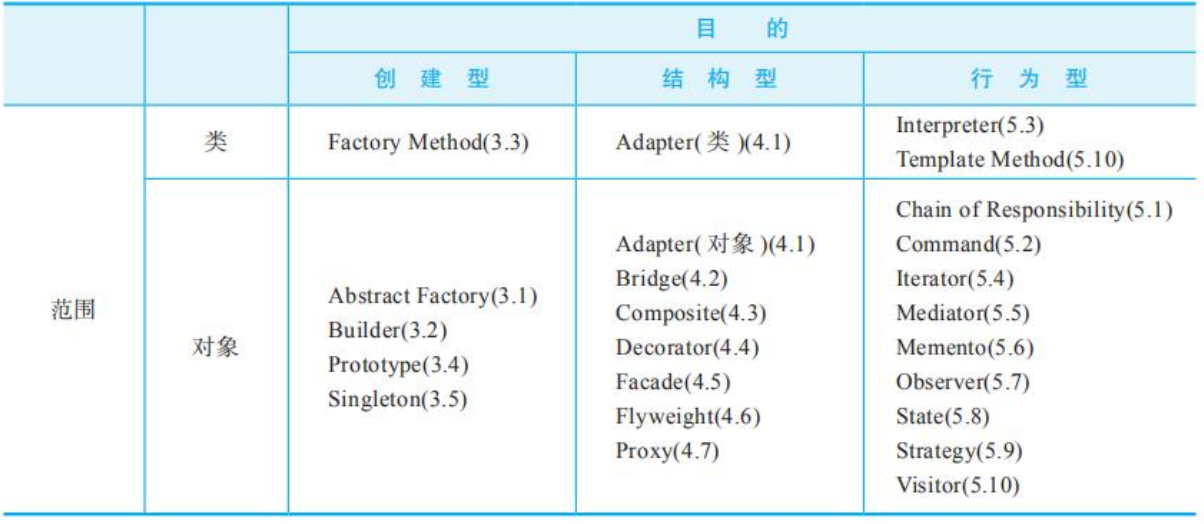 目 的
创 建 型 结 构 型 行 为 型
范围
类
Factory Method(3.3)
Adapter( 类 )(4.1)
Interpreter(5.3)
Template Method(5.10)
对象
Abstract Factory(3.1)
Builder(3.2)
Prototype(3.4)
Singleton(3.5)
Adapter( 对象 )(4.1)
Bridge(4.2)
Composite(4.3)
Decorator(4.4)
Facade(4.5)
Flyweight(4.6)
Proxy(4.7)
Chain of Responsibility(5.1)
Command(5.2)
Iterator(5.4)
Mediator(5.5)
Memento(5.6)
Observer(5.7)
State(5.8)
Strategy(5.9)
Visitor(5.10)